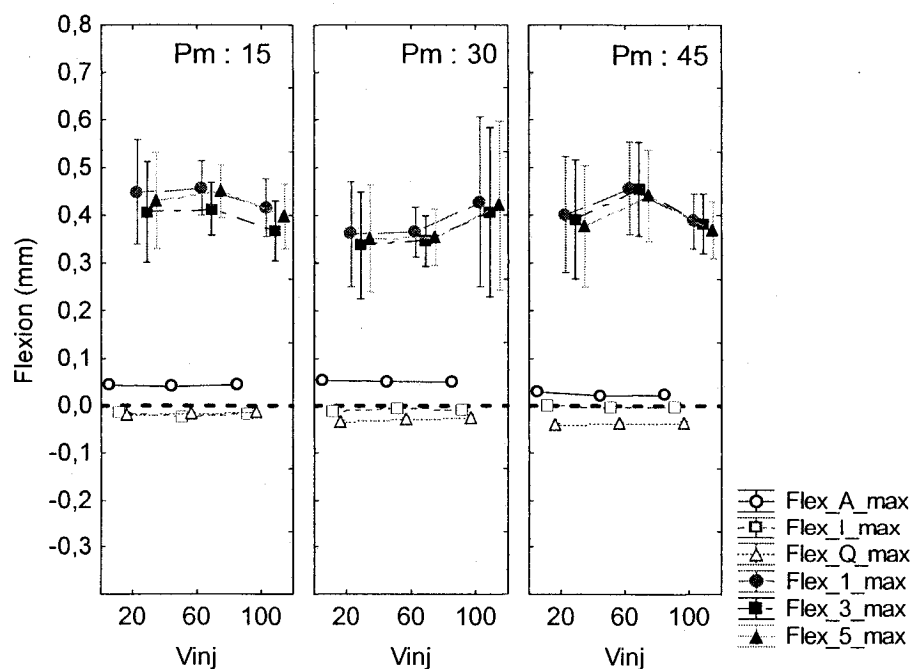 Pm : 15 Pm : 30 Pm : 45
0,8
0,7
0,6
0,5
0,4
0,3
0,2
0,1
0,0
-0,1
-0,2
-0,3
Flexion (mm)
20 60 100 20 60 100 20 60 100
Vinj Vinj Vinj
Flex_A_max
Flex_I_max
Flex_Q_max
Flex_1_max
Flex_3_max
Flex_5_max